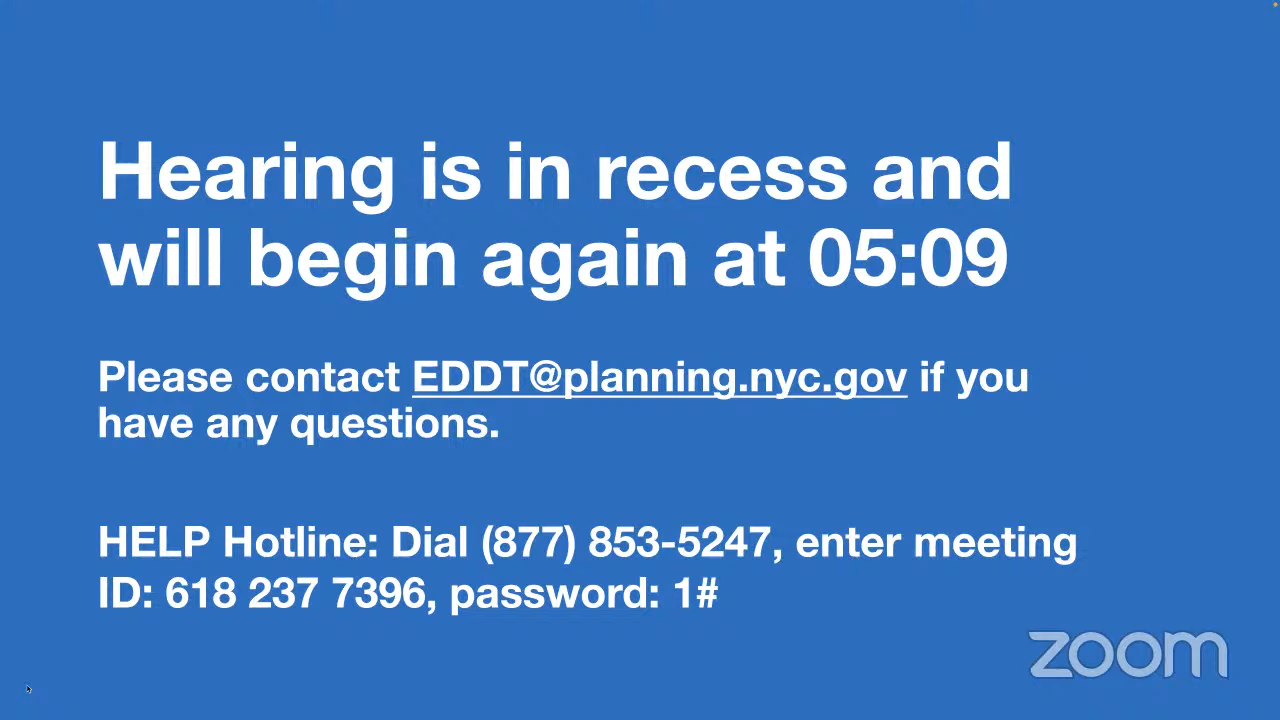 Hearing is in recess and
will begin again at 05:09
Please contact EDDT@planning.nyc.gov if you
have any questions.
HELP Hotline: Dial (877) 853-5247, enter meeting
ID: 618 237 7396, password: 1#
zoom